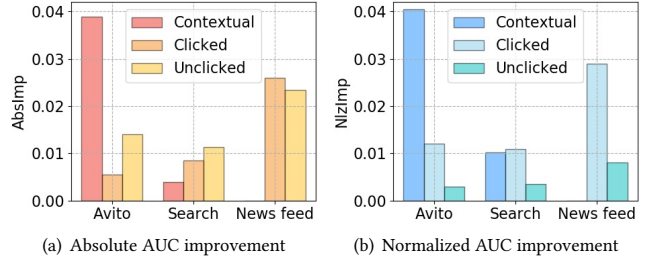 0.04
0.03
0.02
0.01
0.00
AbsImp
Contextual
Clicked
Unclicked
Avito
Search
News feed
(a) Absolute AUC improvement
0.04
0.03
0.02
0.01
0.00
NlzImp
Contextual
Clicked
Unclicked
Avito
Search
News feed
(b) Normalized AUC improvement